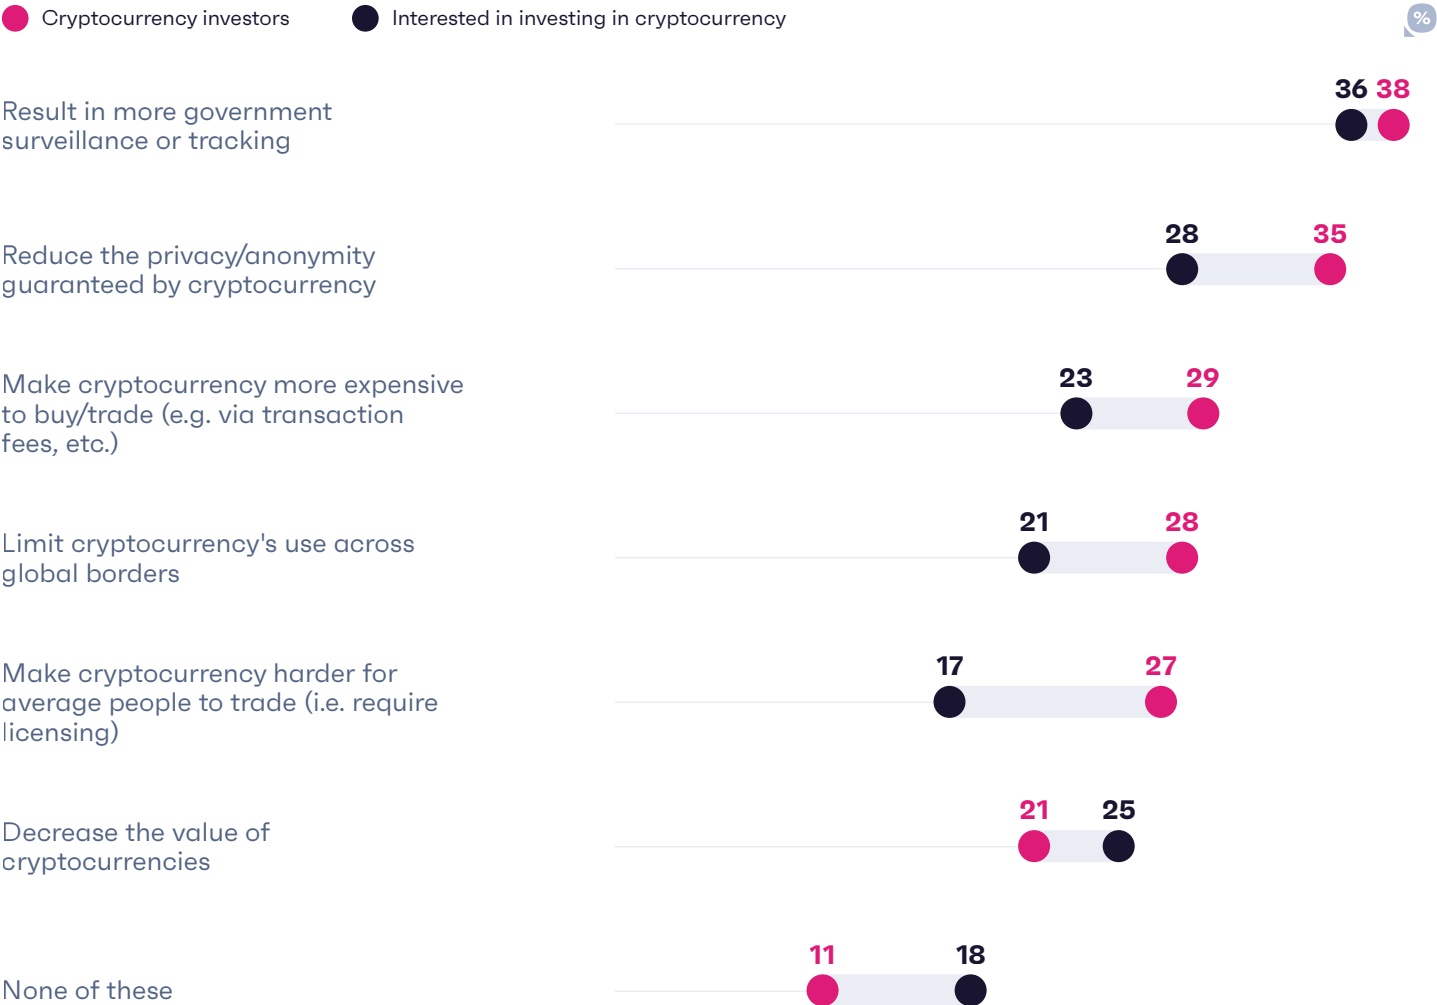 Cryptocurrency investors Interested in investing in cryptocurrency %
36 38
Result in more government
surveillance or tracking
28 35
Reduce the privacy/anonymity
guaranteed by cryptocurrency
23 29
Make cryptocurrency more expensive
to buy/trade (e.g. via transaction
fees, etc.)
21 28
Limit cryptocurrency's use across
global borders
17 27
Make cryptocurrency harder for
average people to trade (i.e. require
licensing)
21 25
Decrease the value of
cryptocurrencies
11 18
None of these